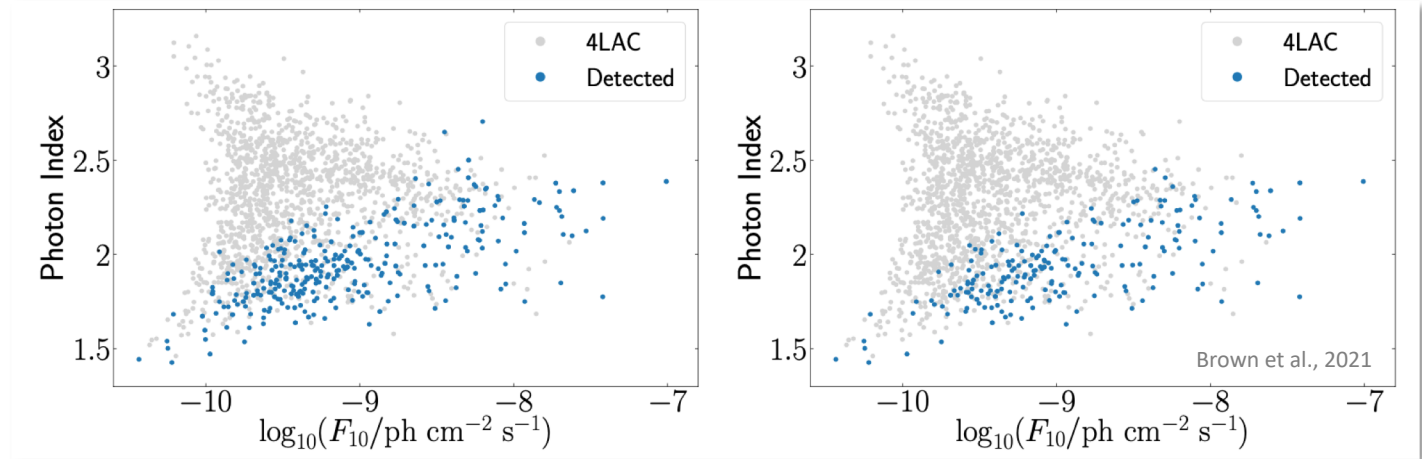 4LAC
Detected
3
2.5
2
1.5
Photon Index
−10 −9 −8 −7
log₁₀(F₁₀/ph cm⁻² s⁻¹)
4LAC
Detected
3
2.5
2
1.5
Photon Index
Brown et al., 2021
−10 −9 −8 −7
log₁₀(F₁₀/ph cm⁻² s⁻¹)